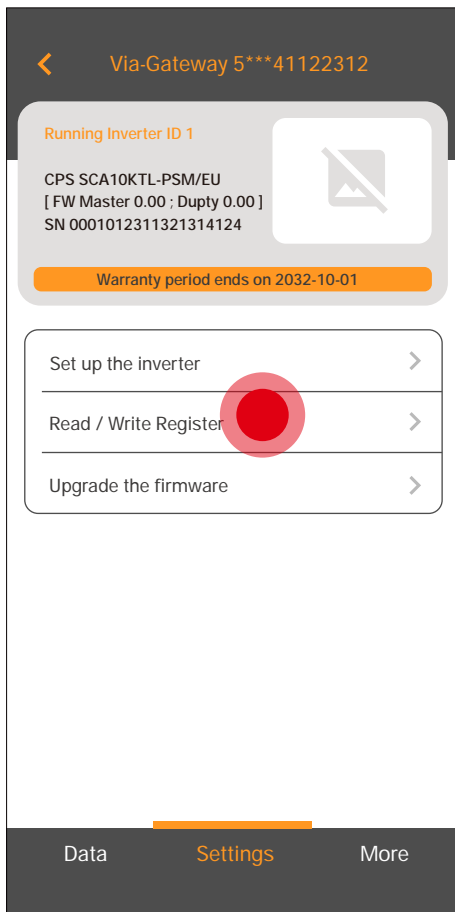 Via-Gateway 5***41122312
Running Inverter ID 1
CPS SCA10KTL-PSM/EU
[ FW Master 0.00 ; Dupty 0.00 ]
SN 0001012311321314124
Warranty period ends on 2032-10-01
Set up the inverter
Read / Write Register
Upgrade the firmware
Data Settings More